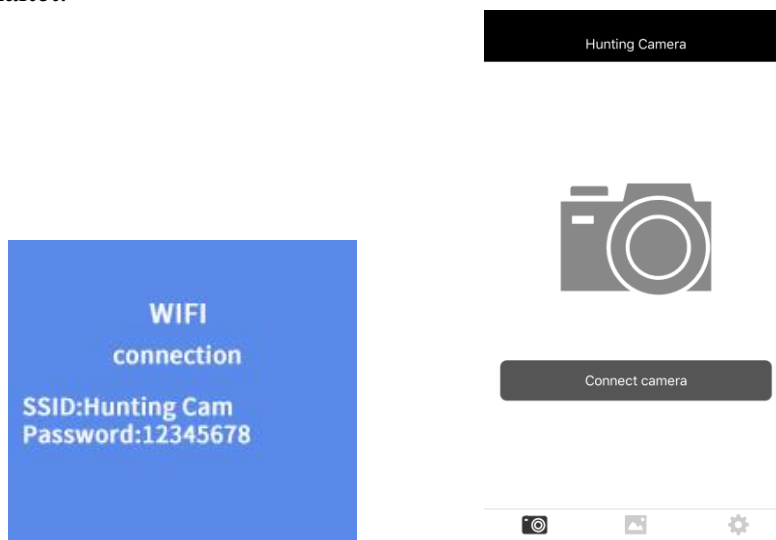 Hunting Camera
WIFI
connection
SSID:Hunting Cam
Password:12345678
Connect camera